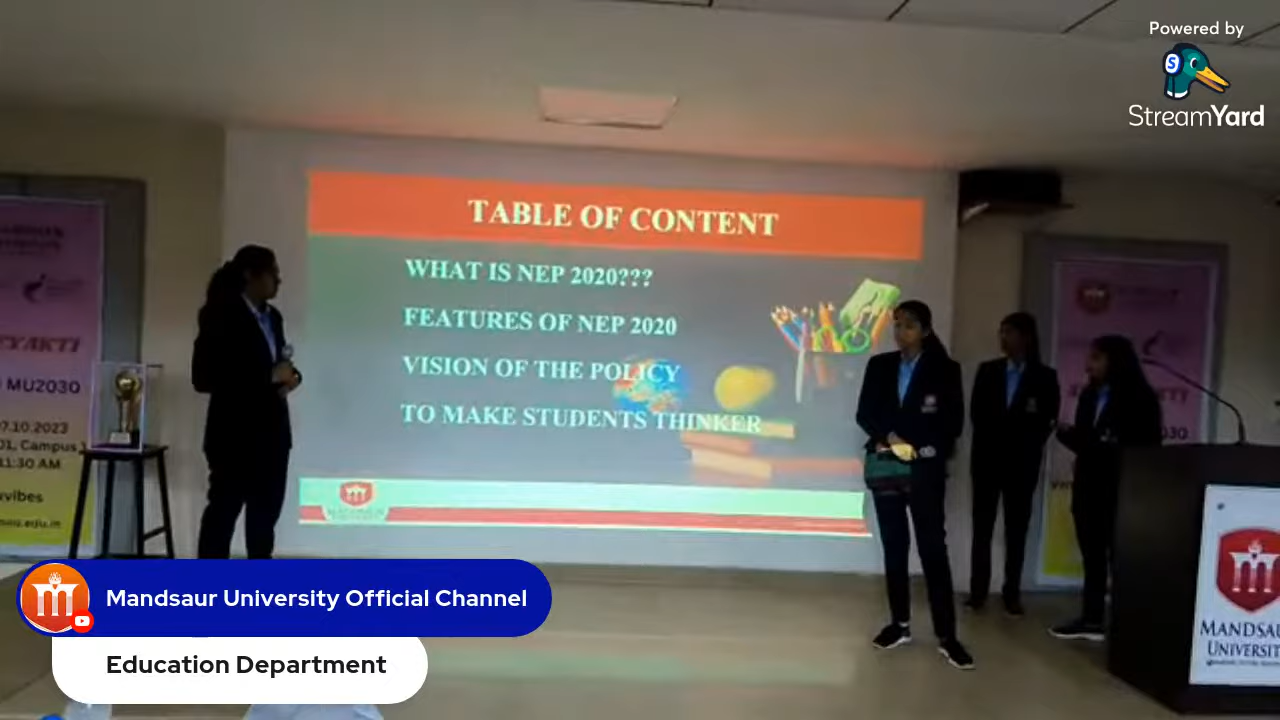 Powered by
StreamYard
TABLE OF CONTENT
WHAT IS NEP 2020???
FEATURES OF NEP 2020
VISION OF THE POLICY
TO MAKE STUDENTS THINKER
MU2030
7.10.2023
01, Campus
11:30 AM
MANDSAUR
UNIVERSITY
Mandsaur University Official Channel
Education Department